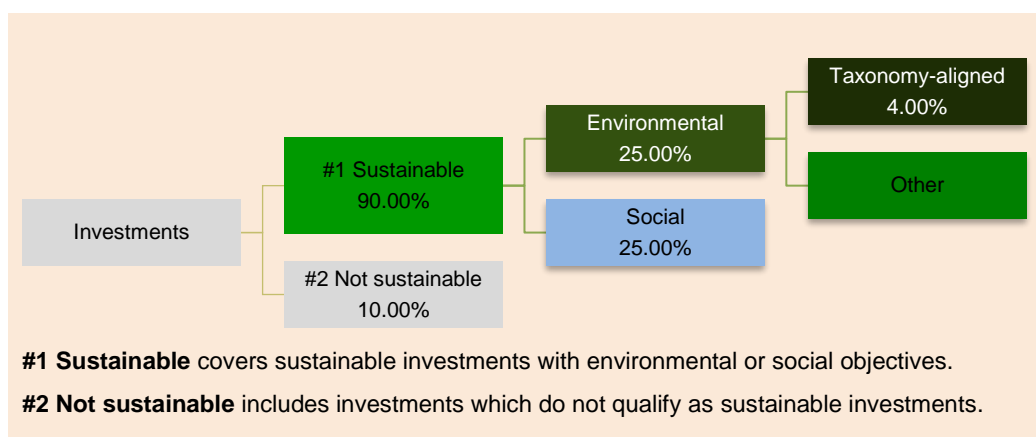 Investments
#1 Sustainable
90.00%
#2 Not sustainable
10.00%
Environmental
25.00%
Social
25.00%
Taxonomy-aligned
4.00%
Other
#1 Sustainable covers sustainable investments with environmental or social objectives.
#2 Not sustainable includes investments which do not qualify as sustainable investments.